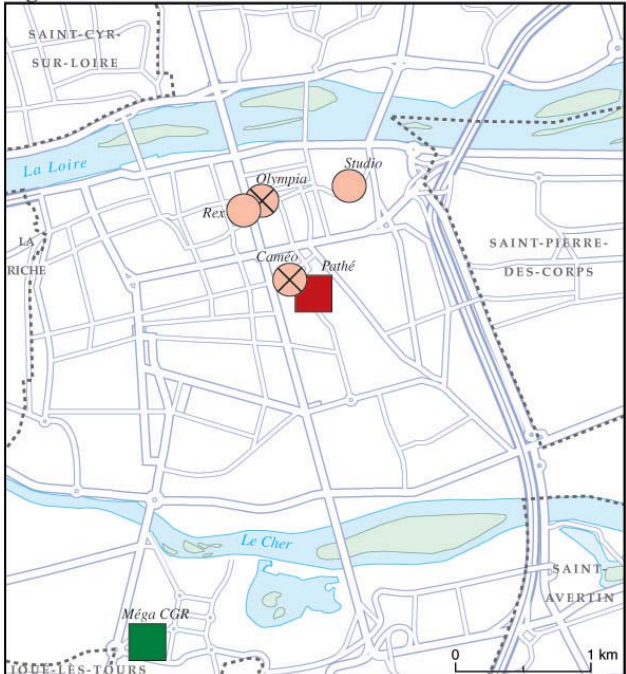 SAINT-CYR-
SUR-LOIRE
La Loire
Studio
Olympia
Rex
LA
RICHE
Caméo
Pathé
SAINT-PIERRE-
DES-CORPS
Le Cher
SAINT-
AVERTIN
Méga CGR
0 1 km